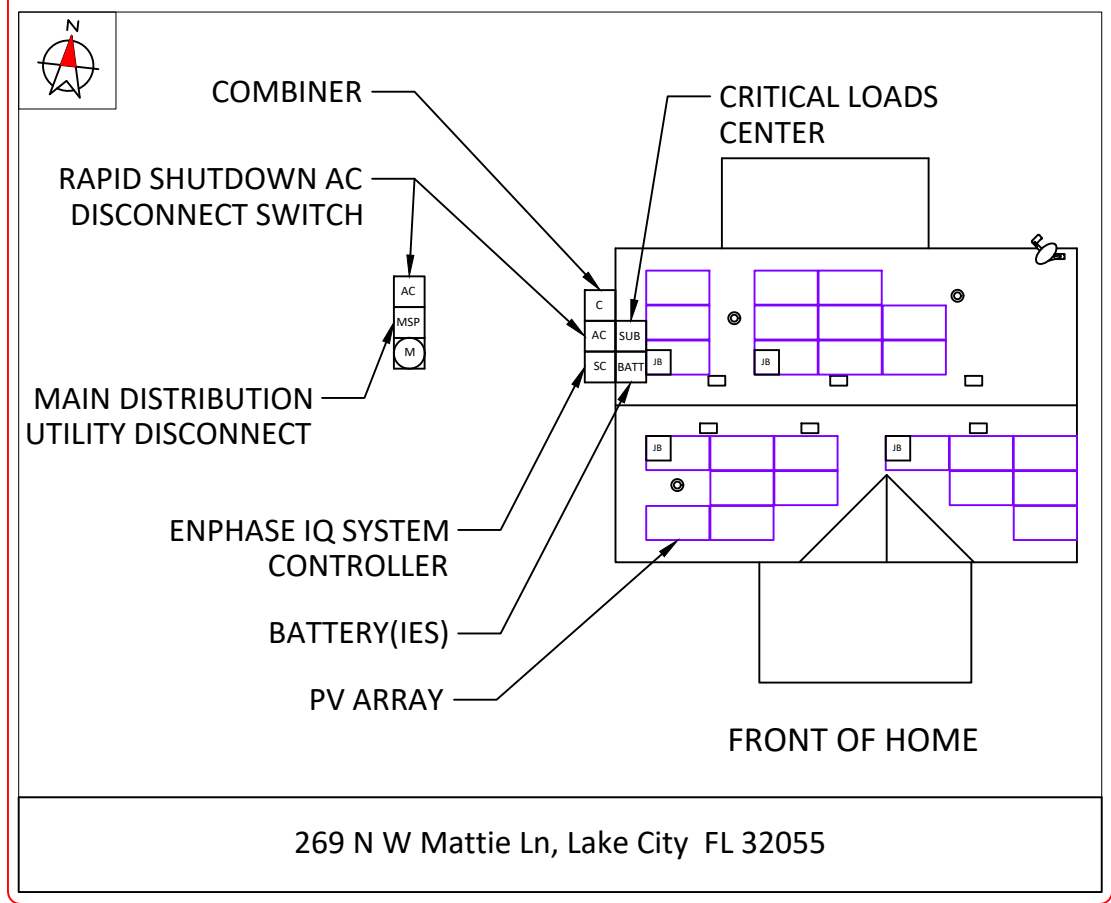 N
COMBINER
CRITICAL LOADS
CENTER
RAPID SHUTDOWN AC
DISCONNECT SWITCH
AC
MSP
M
C
AC
SUB
SC
BATT
JB
JB
MAIN DISTRIBUTION
UTILITY DISCONNECT
JB
JB
ENPHASE IQ SYSTEM
CONTROLLER
BATTERY(IES)
PV ARRAY
FRONT OF HOME
269 N W Mattie Ln, Lake City FL 32055